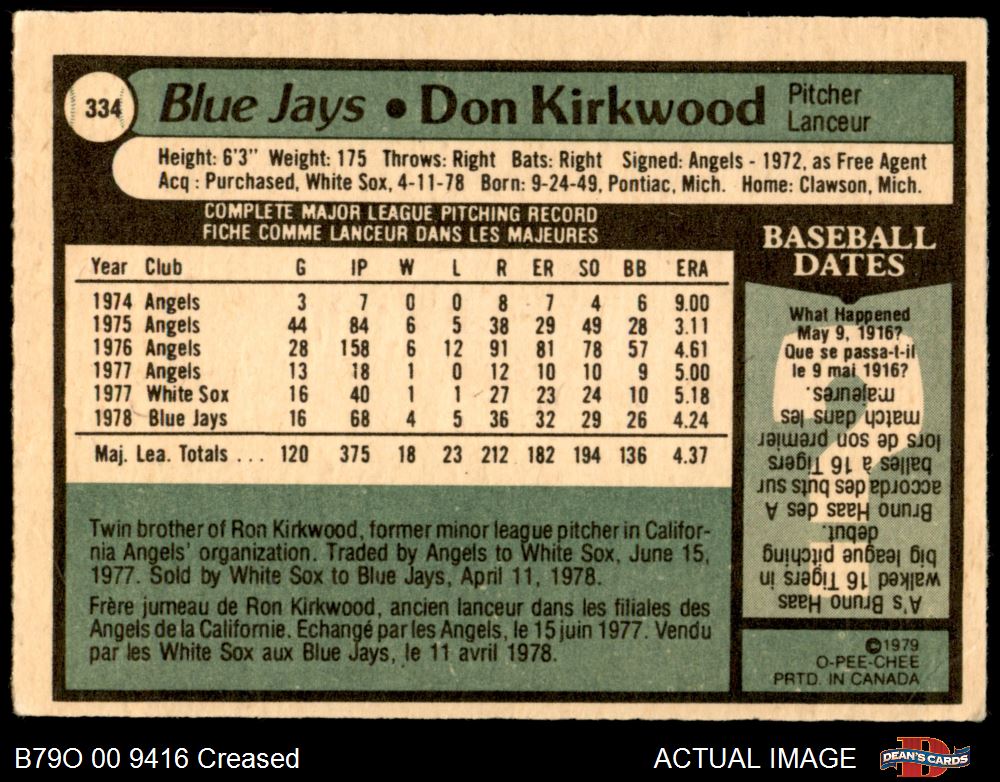 334
Blue Jays • Don Kirkwood
Pitcher
Lanceur
Height: 6'3" Weight: 175 Throws: Right Bats: Right Signed: Angels - 1972, as Free Agent
Acq : Purchased, White Sox, 4-11-78 Born: 9-24-49, Pontiac, Mich. Home: Clawson, Mich.
COMPLETE MAJOR LEAGUE PITCHING RECORD
FICHE COMME LANCEUR DANS LES MAJEURES
Year Club G IP W L R ER SO BB ERA
1974 Angels 3 7 0 0 8 7 4 6 9.00
1975 Angels 44 84 6 5 38 29 49 28 3.11
1976 Angels 28 158 6 12 91 81 78 57 4.61
1977 Angels 13 18 1 0 12 10 10 9 5.00
1977 White Sox 16 40 1 1 27 23 24 10 5.18
1978 Blue Jays 16 68 4 5 36 32 29 26 4.24
Maj. Lea. Totals ... 120 375 18 23 212 182 194 136 4.37
Twin brother of Ron Kirkwood, former minor league pitcher in Califor-
nia Angels' organization. Traded by Angels to White Sox, June 15,
1977. Sold by White Sox to Blue Jays, April 11, 1978.
Frère jumeau de Ron Kirkwood, ancien lanceur dans les filiales des
Angels de la Californie. Echangé par les Angels, le 15 juin 1977. Vendu
par les White Sox aux Blue Jays, le 11 avril 1978.
BASEBALL
DATES
What Happened
May 9, 1916?
Que se passa-t-il
le 9 mai 1916?
A's Bruno Haas
walked 16 Tigers in
big league pitching
debut.
Bruno Haas des A
accorda des buts sur
balles à 16 Tigers
lors de son premier
match dans les
majeures.
©1979
O-PEE-CHEE
PRTD. IN CANADA
B79O 00 9416 Creased
ACTUAL IMAGE
DEAN'S CARDS